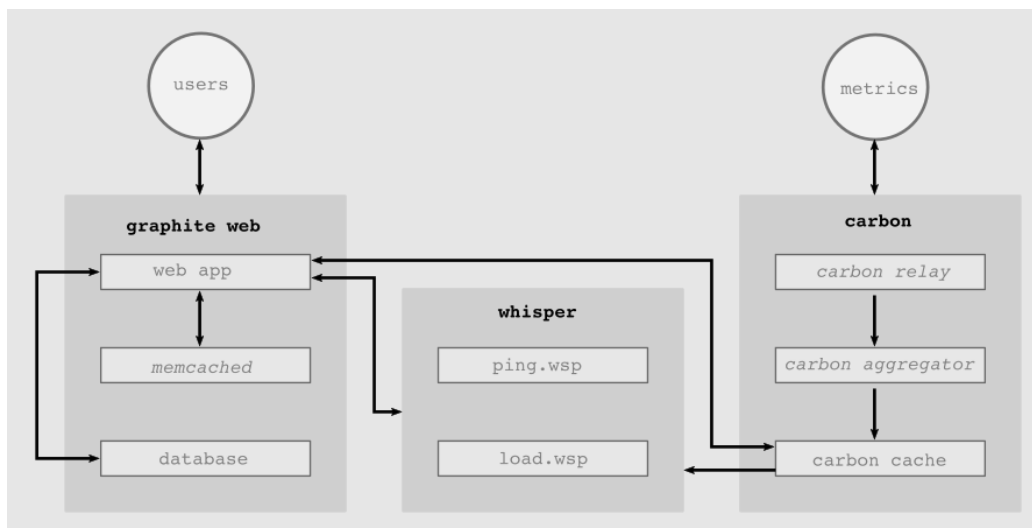 users
metrics
graphite web
web app
memcached
database
whisper
ping.wsp
load.wsp
carbon
carbon relay
carbon aggregator
carbon cache